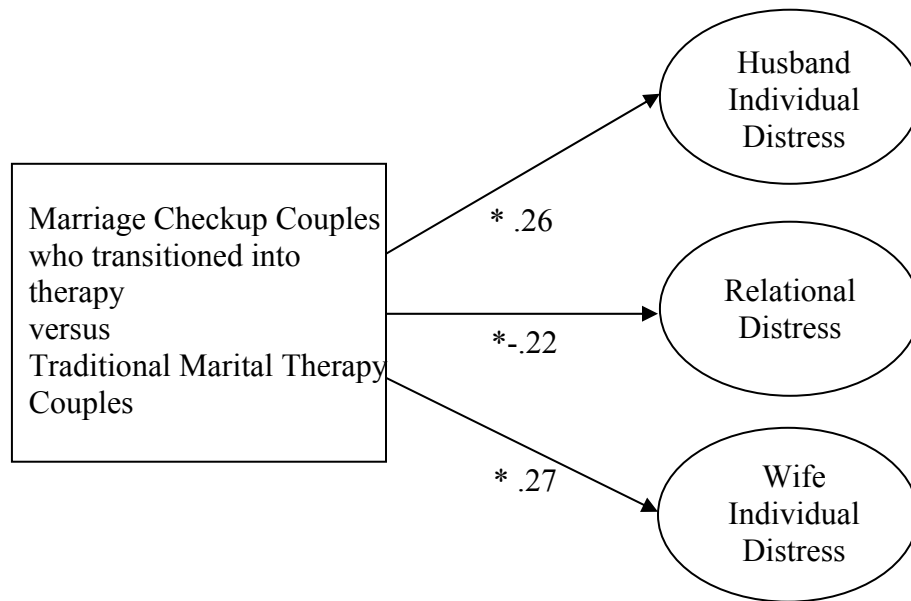 Husband
Individual
Distress
Marriage Checkup Couples
who transitioned into
therapy
versus
Traditional Marital Therapy
Couples
* .26
Relational
Distress
*-.22
* .27
Wife
Individual
Distress